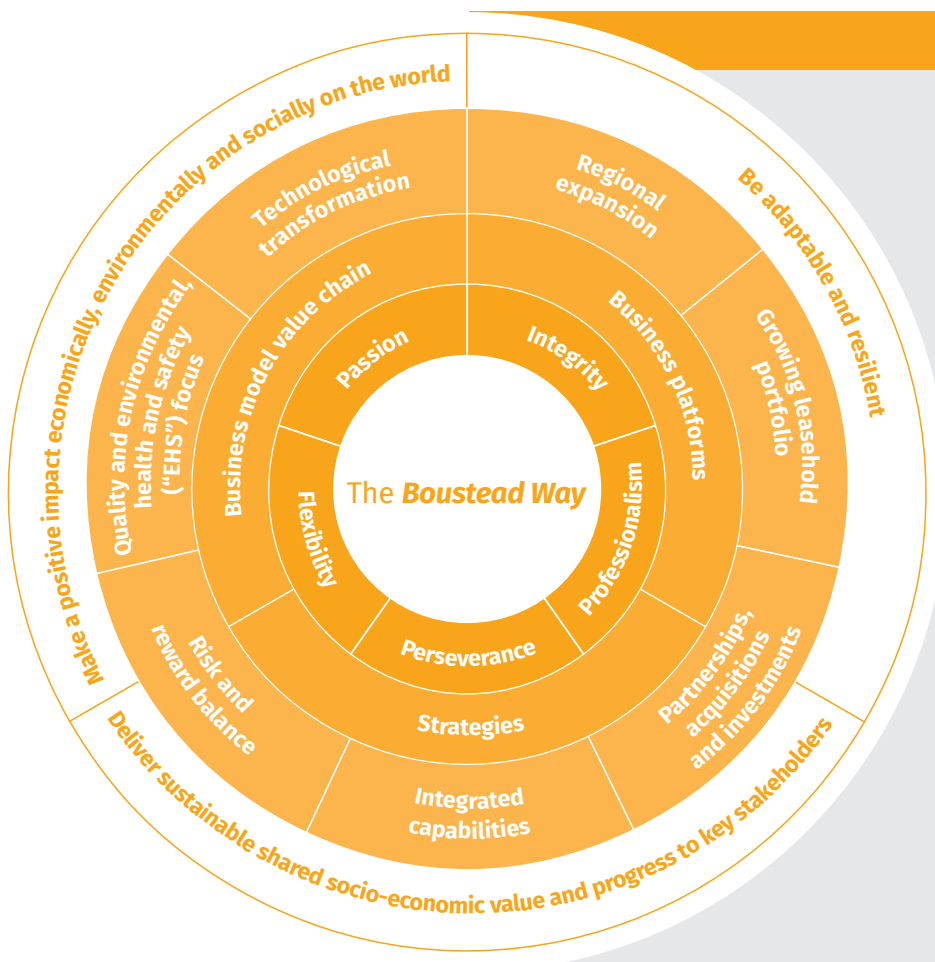 The Boustead Way
Integrity
Professionalism
Perseverance
Flexibility
Passion
Business platforms
Strategies
Business model value chain
Regional
expansion
Growing leasehold
portfolio
Partnerships,
acquisitions
and investments
Integrated
capabilities
Risk and
reward balance
Quality and environmental,
health and safety
(“EHS”) focus
Technological
transformation
Be adaptable and resilient
Deliver sustainable shared socio-economic value and progress to key stakeholders
Make a positive impact economically, environmentally and socially on the world